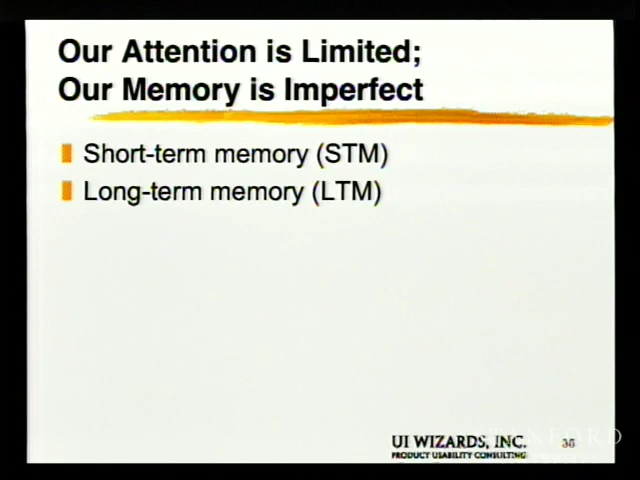 Our Attention is Limited;
Our Memory is Imperfect
Short-term memory (STM)
Long-term memory (LTM)
UI WIZARDS, INC.
PRODUCT USABILITY CONSULTING
STANFORD